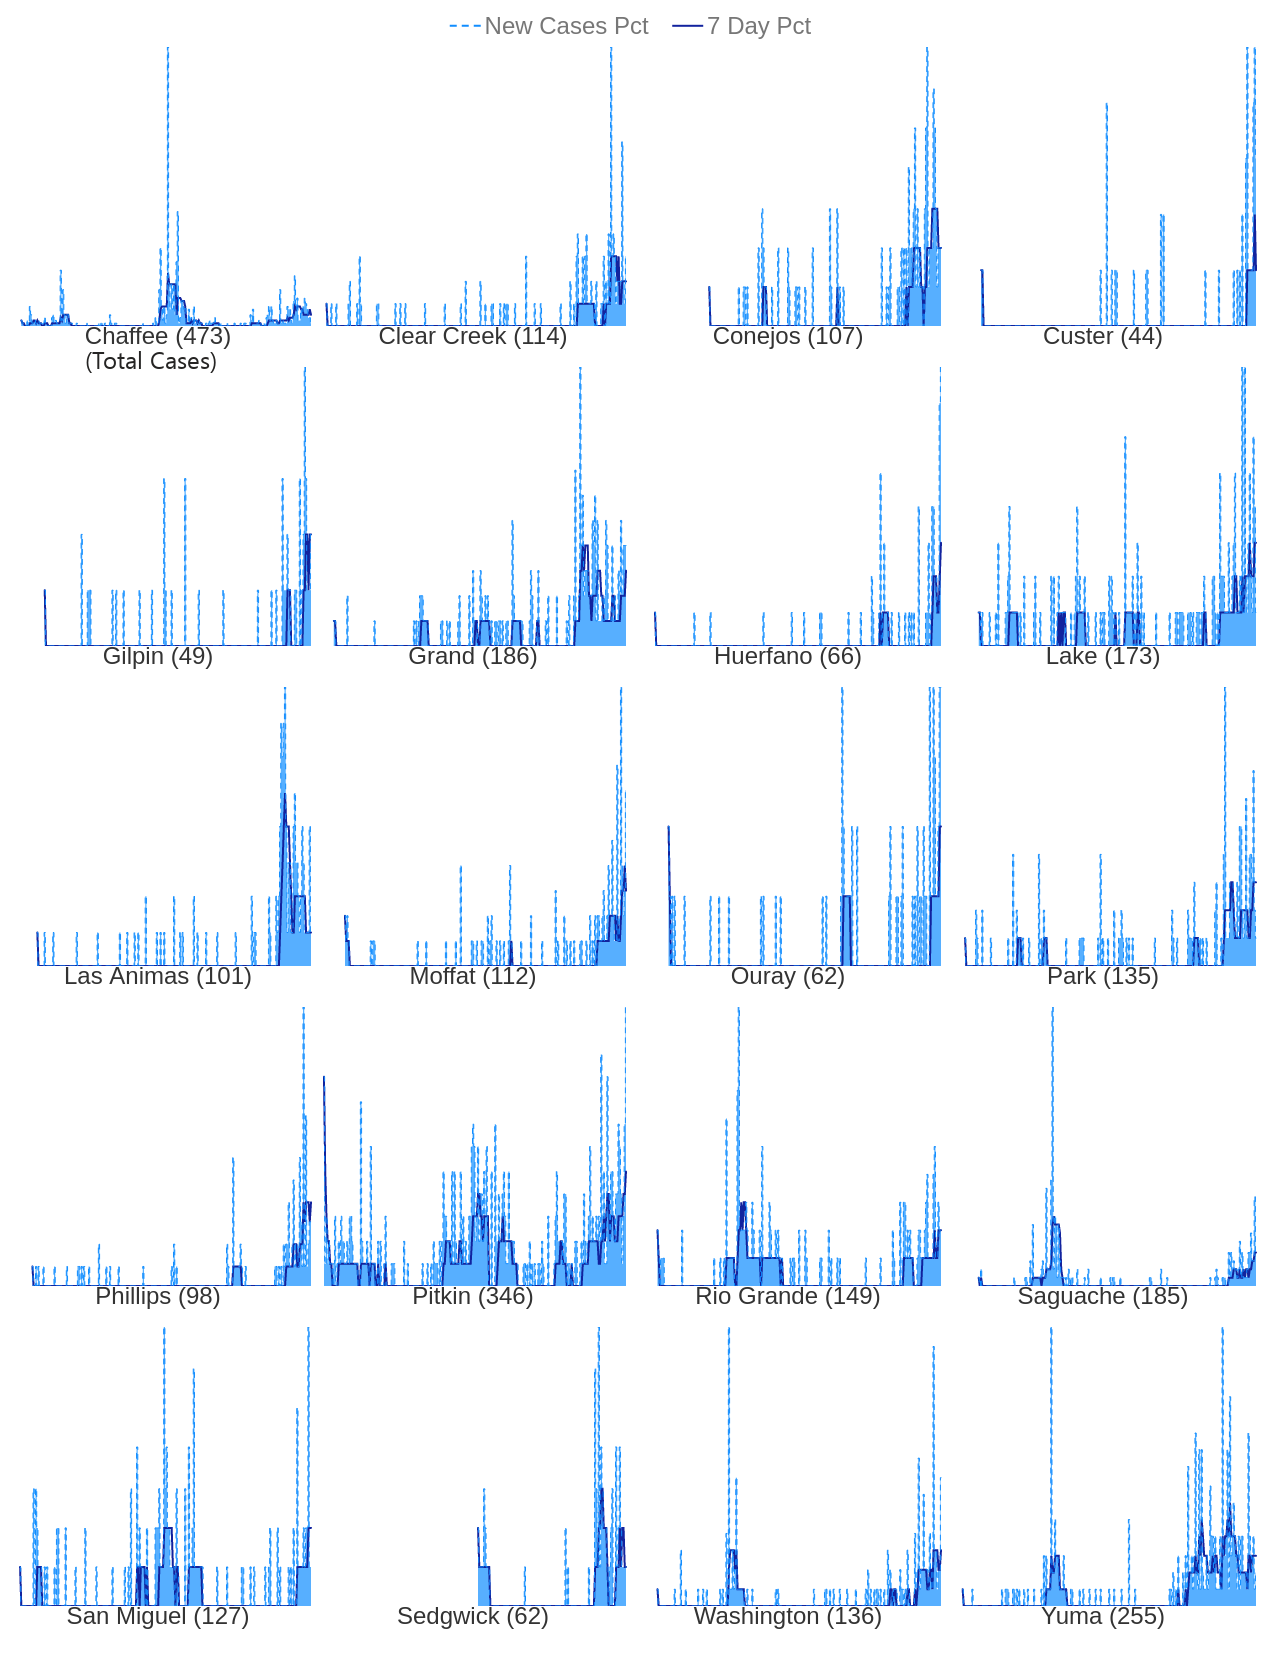 New Cases Pct 7 Day Pct
Chaffee (473) Clear Creek (114) Conejos (107) Custer (44)
(Total Cases)
Gilpin (49) Grand (186) Huerfano (66) Lake (173)
Las Animas (101) Moffat (112) Ouray (62) Park (135)
Phillips (98) Pitkin (346) Rio Grande (149) Saguache (185)
San Miguel (127) Sedgwick (62) Washington (136) Yuma (255)